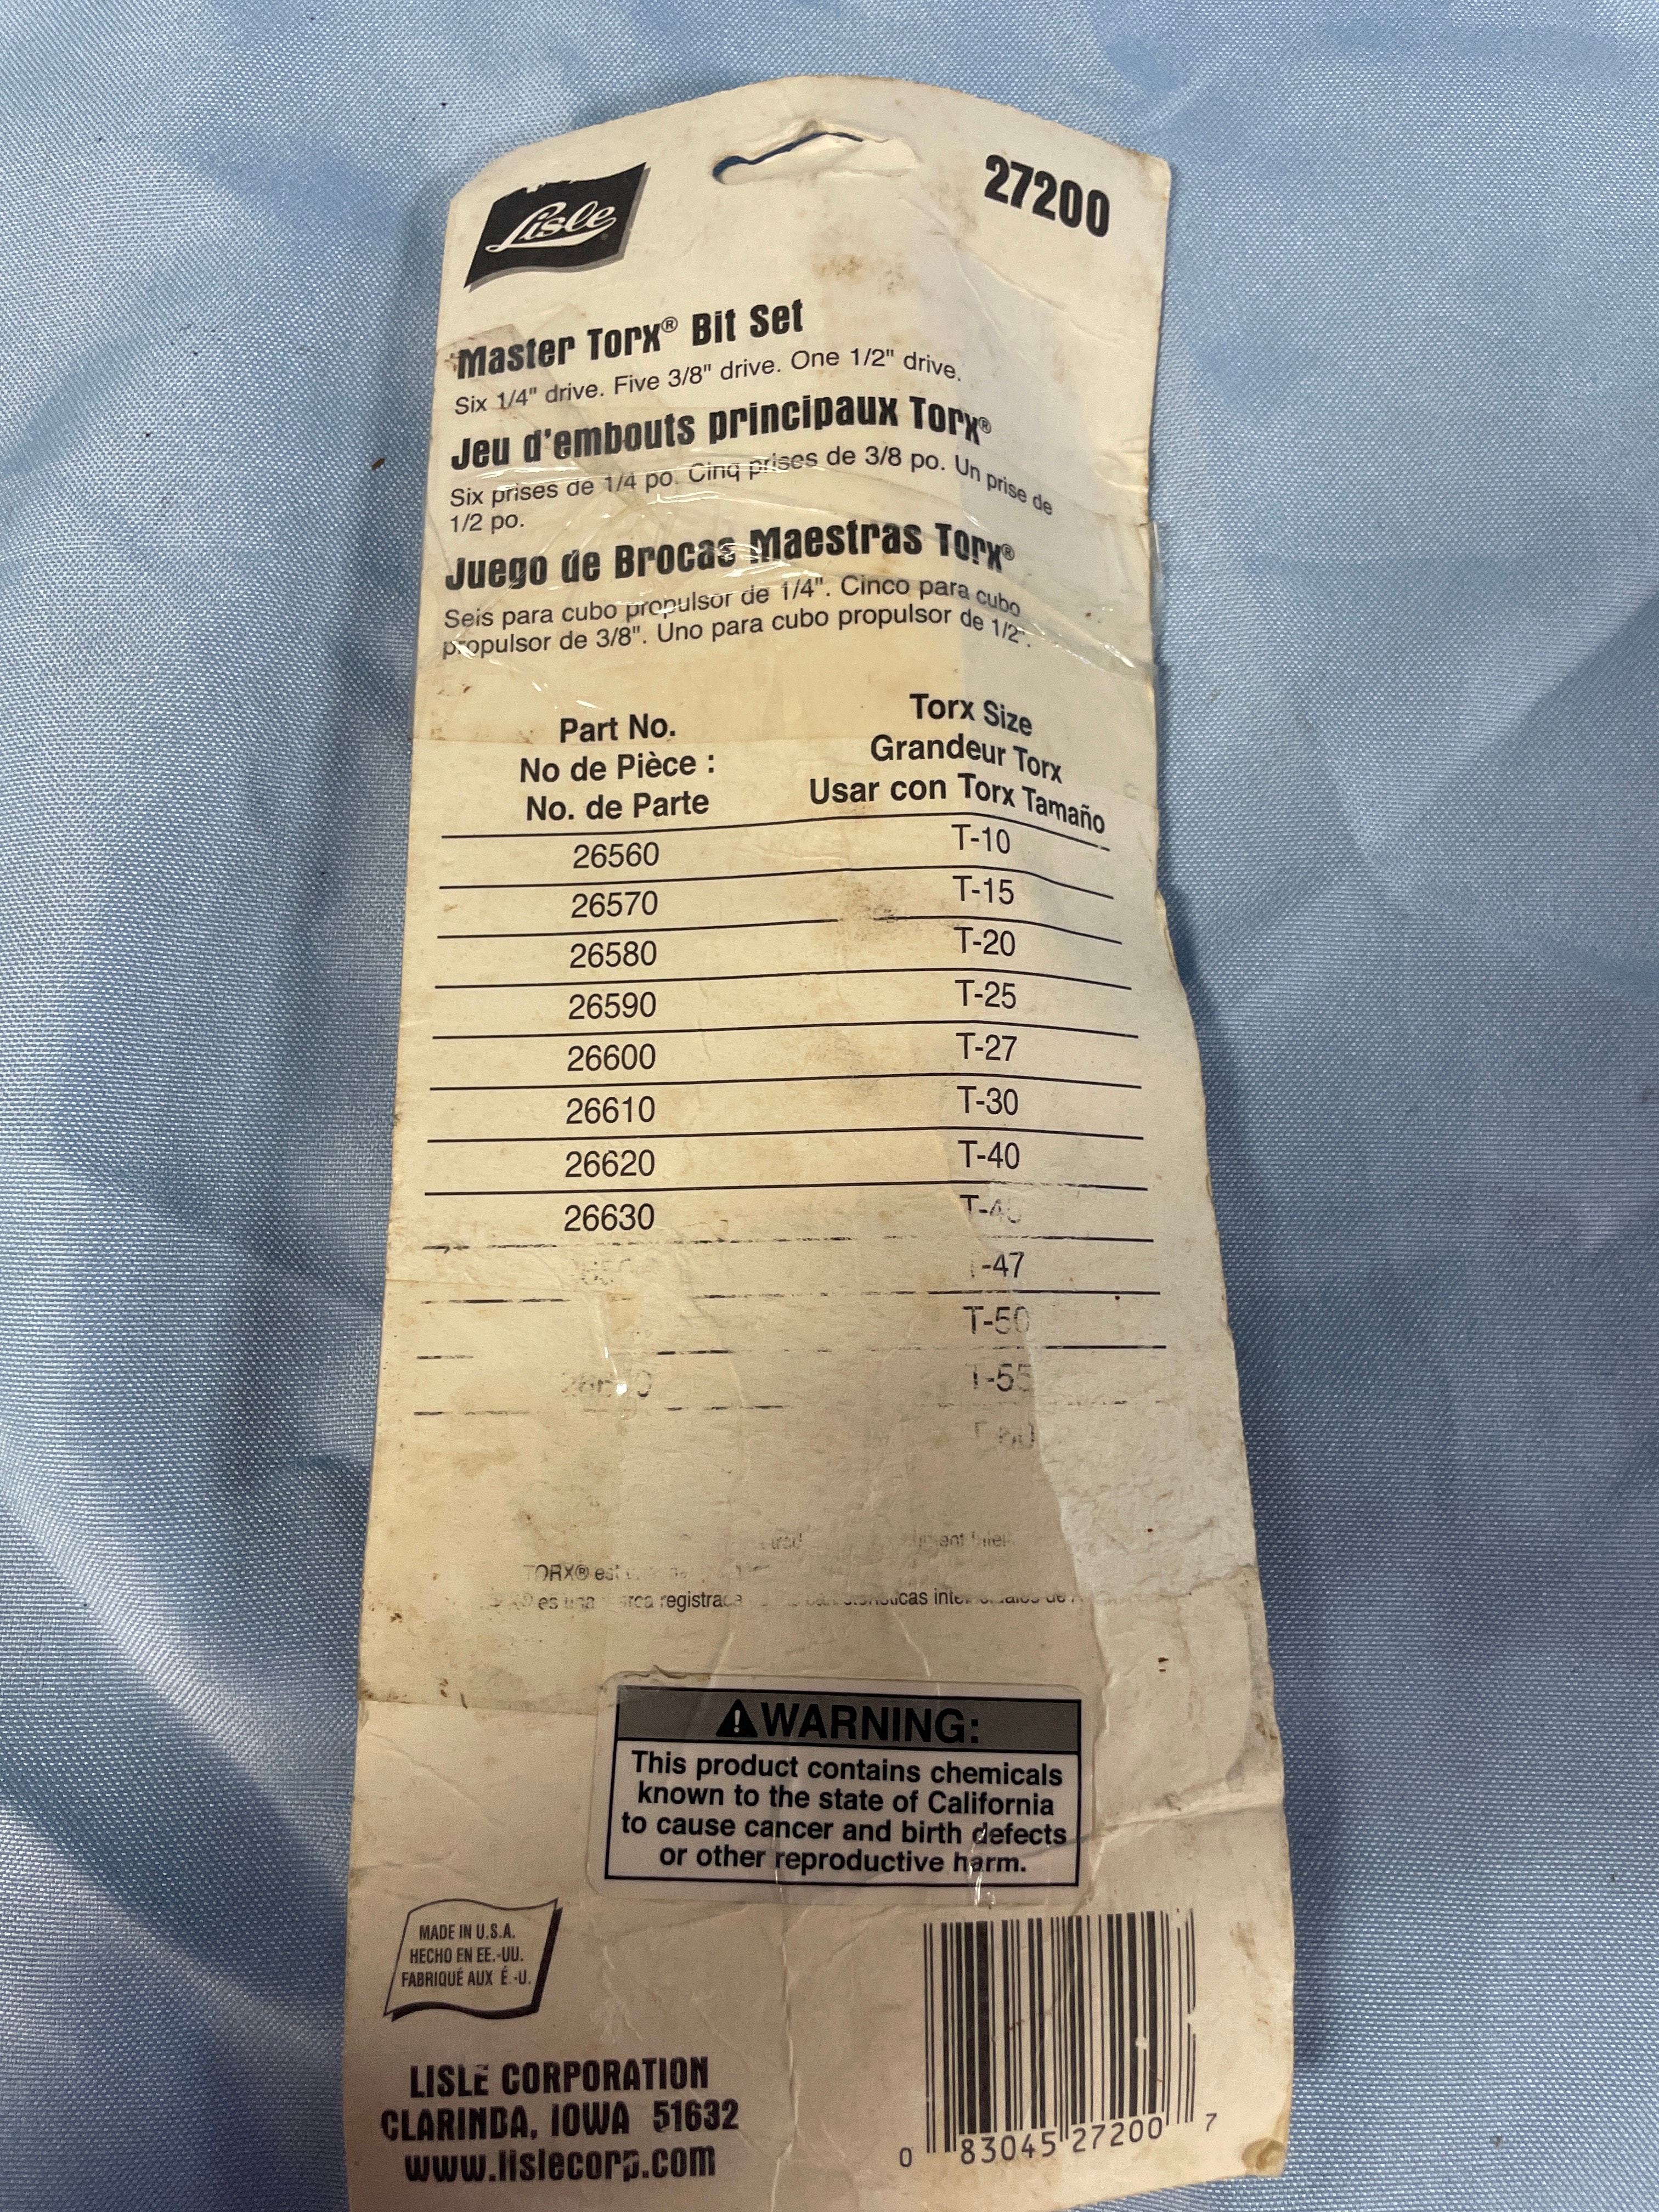 Lisle
27200
Master Torx® Bit Set
Six 1/4" drive. Five 3/8" drive. One 1/2" drive.
Jeu d'embouts principaux Torx®
Six prises de 1/4 po. Cinq prises de 3/8 po. Un prise de
1/2 po.
Juego de Brocas Maestras Torx®
Seis para cubo propulsor de 1/4". Cinco para cubo
propulsor de 3/8". Uno para cubo propulsor de 1/2".
Part No. Torx Size
No de Pièce : Grandeur Torx
No. de Parte Usar con Torx Tamaño
26560 T-10
26570 T-15
26580 T-20
26590 T-25
26600 T-27
26610 T-30
26620 T-40
26630
-47
T-50
T-55
TORX® est
es una registrada
WARNING:
This product contains chemicals
known to the state of California
to cause cancer and birth defects
or other reproductive harm.
MADE IN U.S.A.
HECHO EN EE.-UU.
FABRIQUÉ AUX É.-U.
LISLE CORPORATION
CLARINDA, IOWA 51632
www.lislecorp.com
0 83045 27200 7